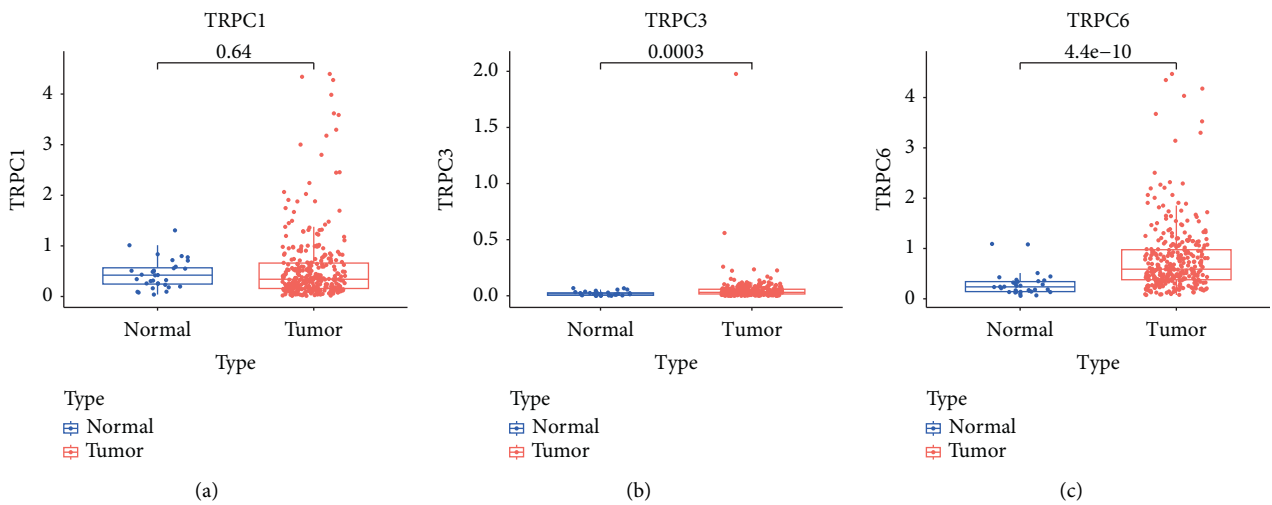 TRPC1
0.64
4
3
2
1
0
TRPC1
Normal Tumor
Type
Type
Normal
Tumor
(a)
TRPC3
0.0003
2.0
1.5
1.0
0.5
0.0
TRPC3
Normal Tumor
Type
Type
Normal
Tumor
(b)
TRPC6
4.4e−10
4
3
2
1
0
TRPC6
Normal Tumor
Type
Type
Normal
Tumor
(c)